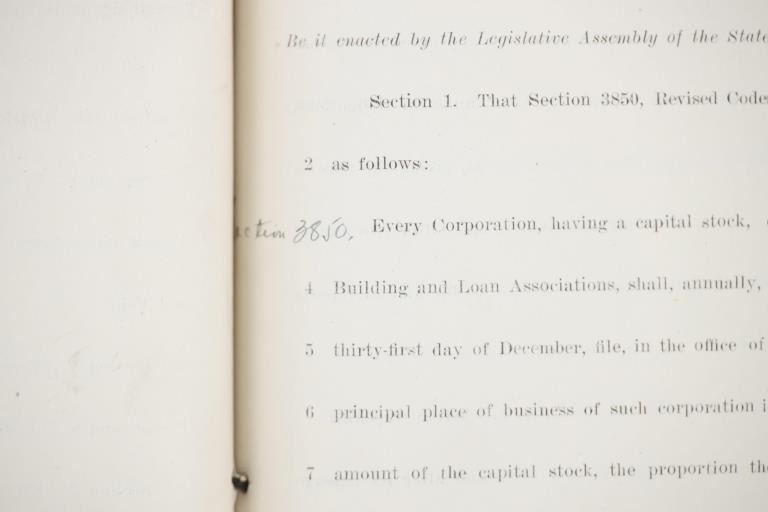 Be it enacted by the Legislative Assembly of the State
Section 1. That Section 3850, Revised Codes
2 as follows:
ction 3850, Every Corporation, having a capital stock,
4 Building and Loan Associations, shall, annually,
5 thirty-first day of December, file, in the office of
6 principal place of business of such corporation i
7 amount of the capital stock, the proportion th